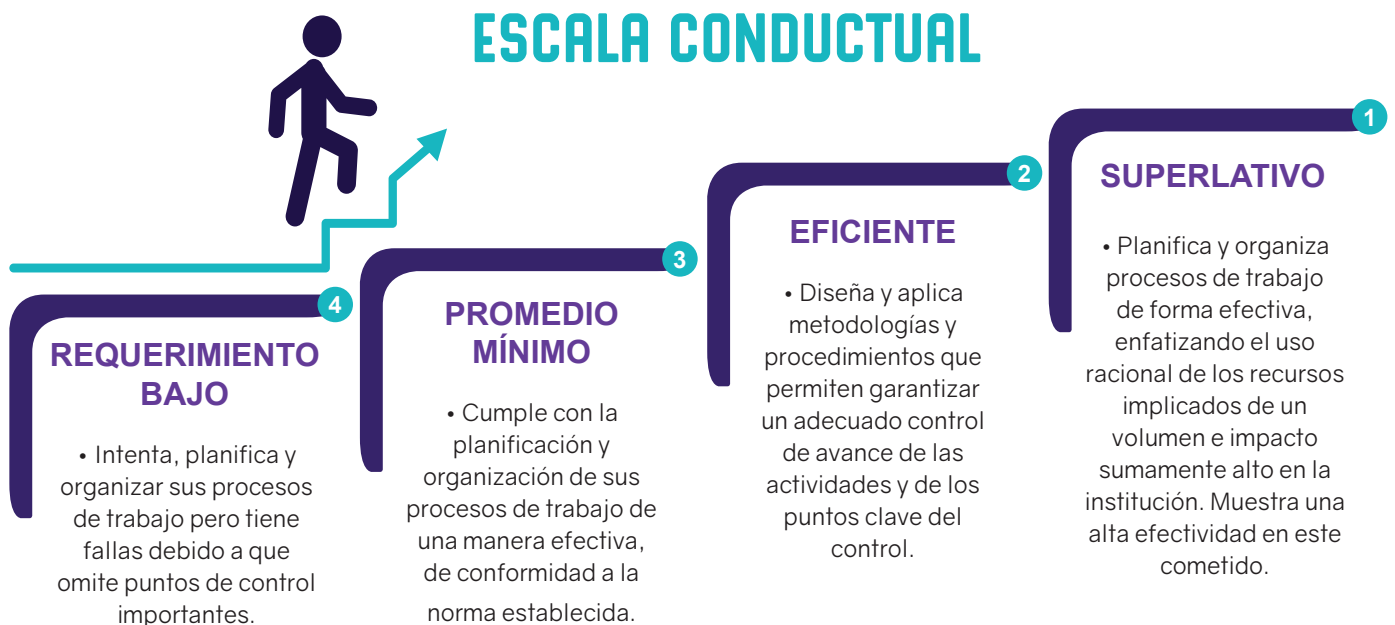 ESCALA CONDUCTUAL
4
REQUERIMIENTO
BAJO
• Intenta, planifica y
organizar sus procesos
de trabajo pero tiene
fallas debido a que
omite puntos de control
importantes.
3
PROMEDIO
MÍNIMO
• Cumple con la
planificación y
organización de sus
procesos de trabajo de
una manera efectiva,
de conformidad a la
norma establecida.
2
EFICIENTE
• Diseña y aplica
metodologías y
procedimientos que
permiten garantizar
un adecuado control
de avance de las
actividades y de los
puntos clave del
control.
1
SUPERLATIVO
• Planifica y organiza
procesos de trabajo
de forma efectiva,
enfatizando el uso
racional de los recursos
implicados de un
volumen e impacto
sumamente alto en la
institución. Muestra una
alta efectividad en este
cometido.